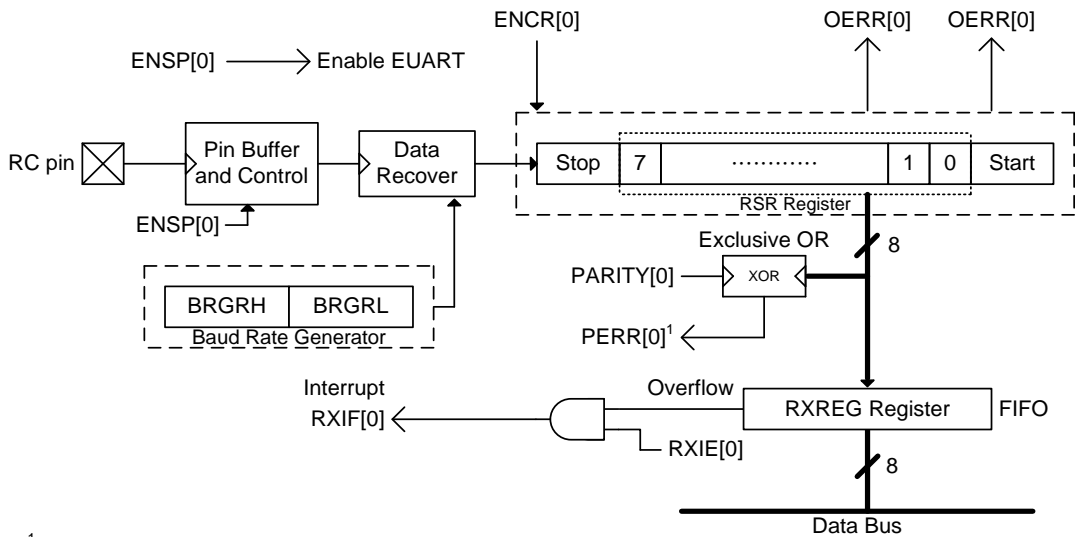 ENCR[0] OERR[0] OERR[0]
ENSP[0] Enable EUART
RC pin
Pin Buffer
and Control
Data
Recover
Stop 7 ············ 1 0 Start
RSR Register
ENSP[0]
Exclusive OR
8
PARITY[0]
XOR
BRGRH BRGRL
Baud Rate Generator
PERR[0]¹
Interrupt
RXIF[0]
Overflow
RXREG Register
FIFO
RXIE[0]
8
Data Bus
1